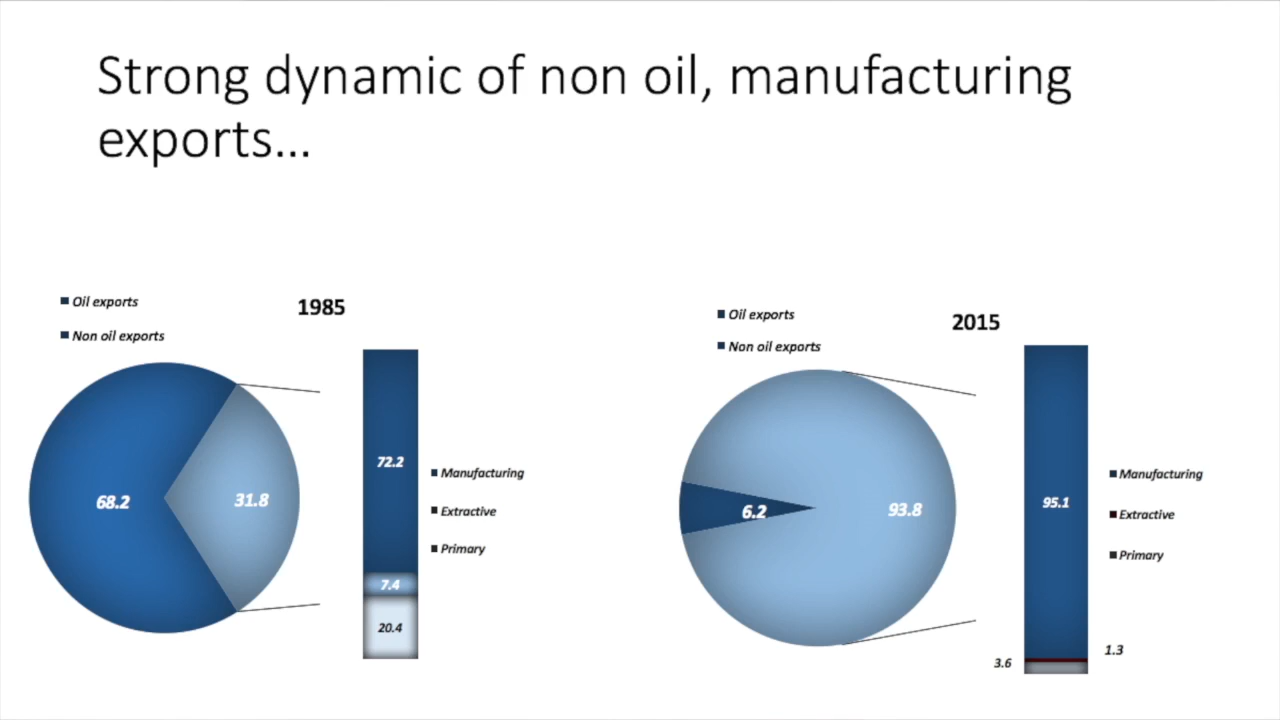 Strong dynamic of non oil, manufacturing
exports...
Oil exports
Non oil exports
1985
68.2
31.8
72.2
7.4
20.4
Manufacturing
Extractive
Primary
Oil exports
Non oil exports
2015
6.2
93.8
95.1
3.6
1.3
Manufacturing
Extractive
Primary